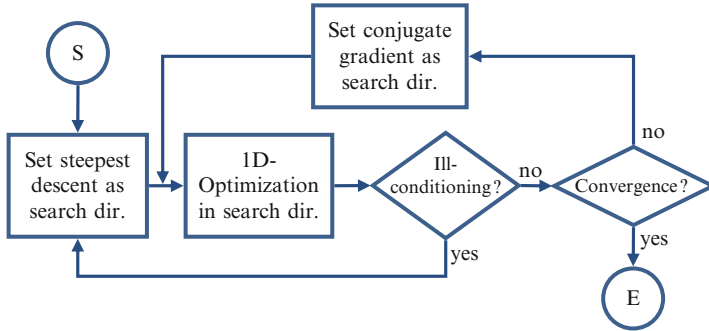 S
Set conjugate
gradient as
search dir.
no
Set steepest
descent as
search dir.
1D-
Optimization
in search dir.
Ill-
conditioning?
no
Convergence?
yes
yes
E